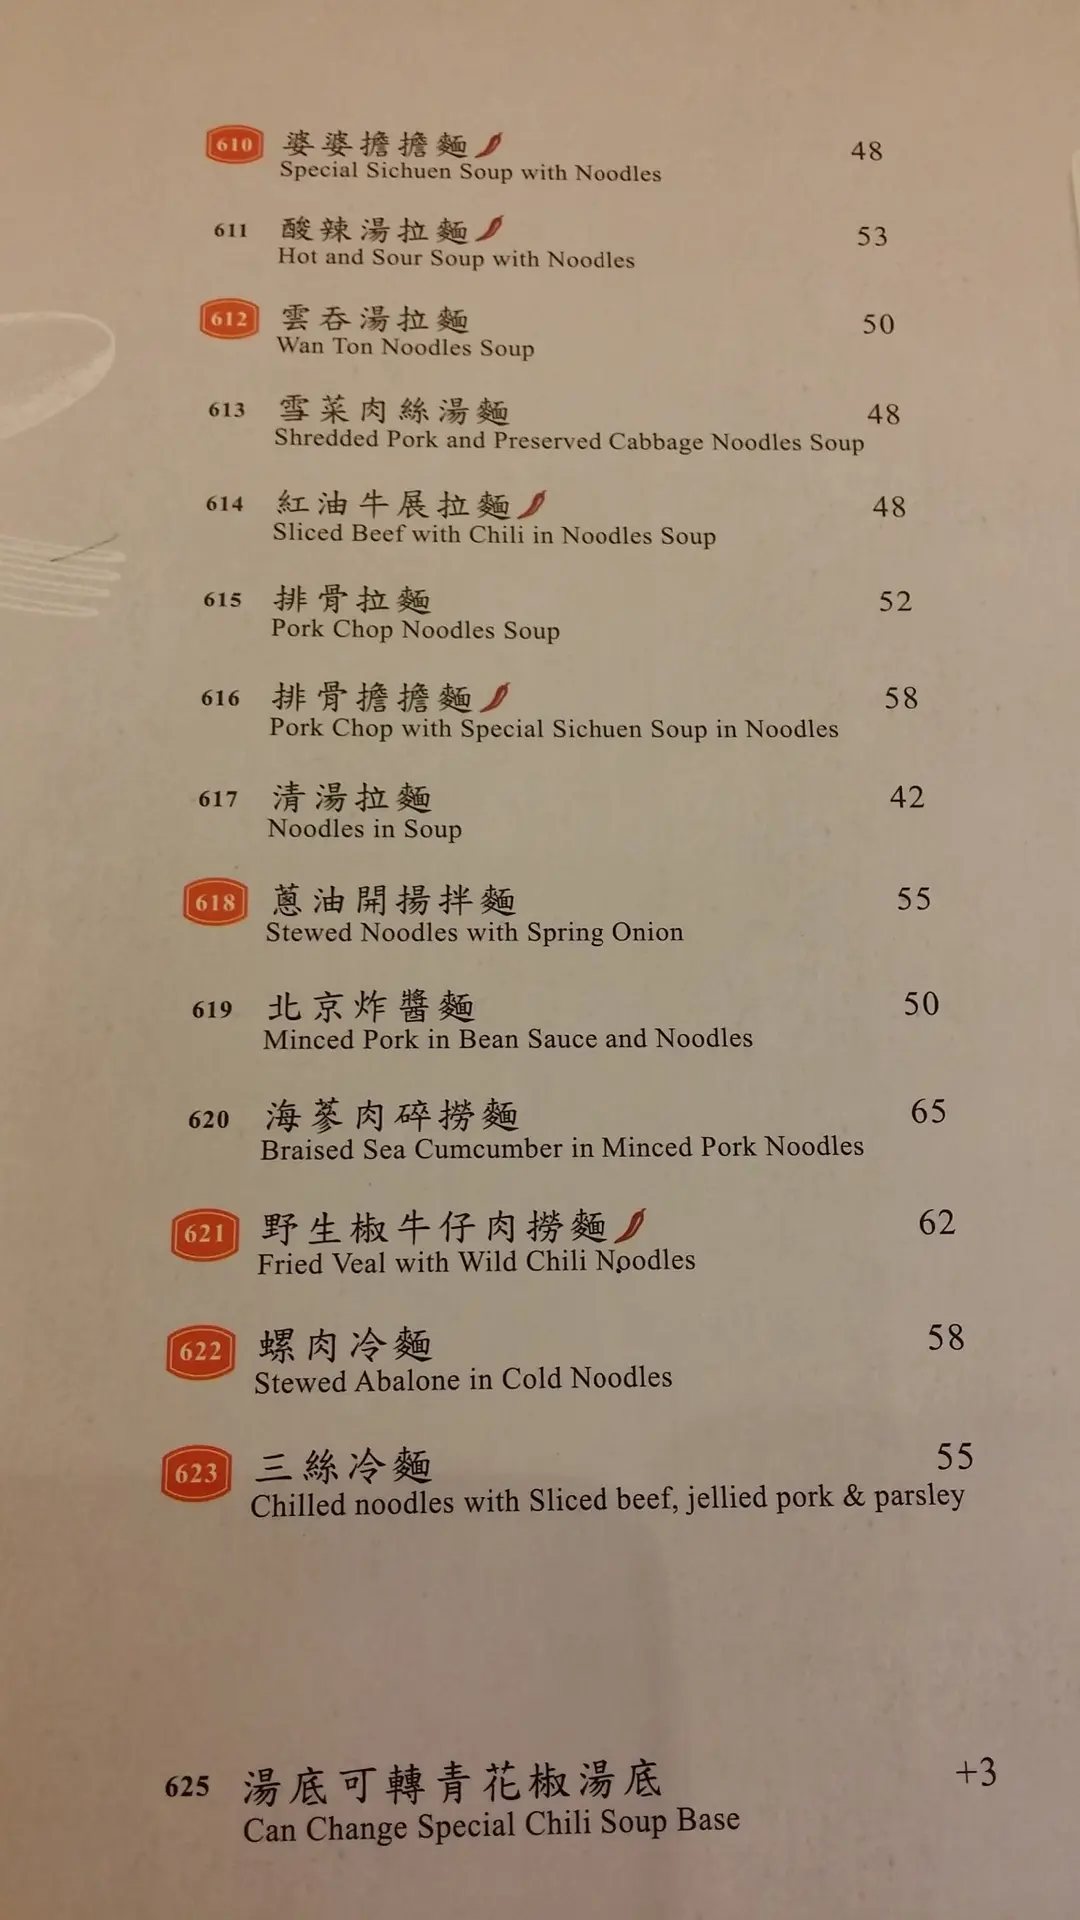 610 婆婆擔擔麵 48
Special Sichuen Soup with Noodles
611 酸辣湯拉麵 53
Hot and Sour Soup with Noodles
612 雲吞湯拉麵 50
Wan Ton Noodles Soup
613 雪菜肉絲湯麵 48
Shredded Pork and Preserved Cabbage Noodles Soup
614 紅油牛展拉麵 48
Sliced Beef with Chili in Noodles Soup
615 排骨拉麵 52
Pork Chop Noodles Soup
616 排骨擔擔麵 58
Pork Chop with Special Sichuen Soup in Noodles
617 清湯拉麵 42
Noodles in Soup
618 蔥油開揚拌麵 55
Stewed Noodles with Spring Onion
619 北京炸醬麵 50
Minced Pork in Bean Sauce and Noodles
620 海蔘肉碎撈麵 65
Braised Sea Cumcumber in Minced Pork Noodles
621 野生椒牛仔肉撈麵 62
Fried Veal with Wild Chili Noodles
622 螺肉冷麵 58
Stewed Abalone in Cold Noodles
623 三絲冷麵 55
Chilled noodles with Sliced beef, jellied pork & parsley
625 湯底可轉青花椒湯底 +3
Can Change Special Chili Soup Base